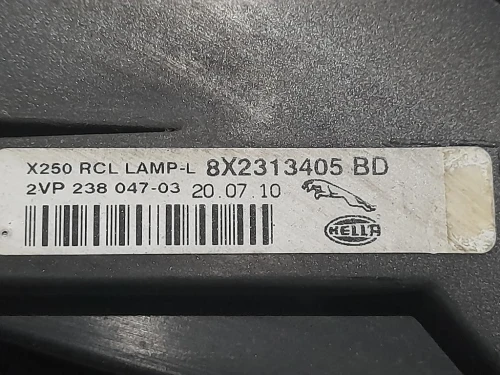 X250 RCL LAMP-L 8X2313405 BD
2VP 238 047-03 20.07.10
HELLA